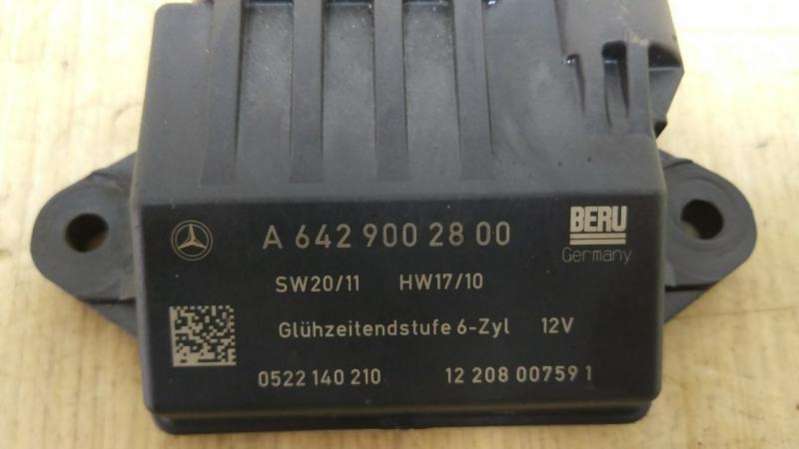 A 642 900 28 00
BERU
Germany
SW20/11 HW17/10
Glühzeitendstufe 6-Zyl 12V
0522 140 210 12 208 00759 1